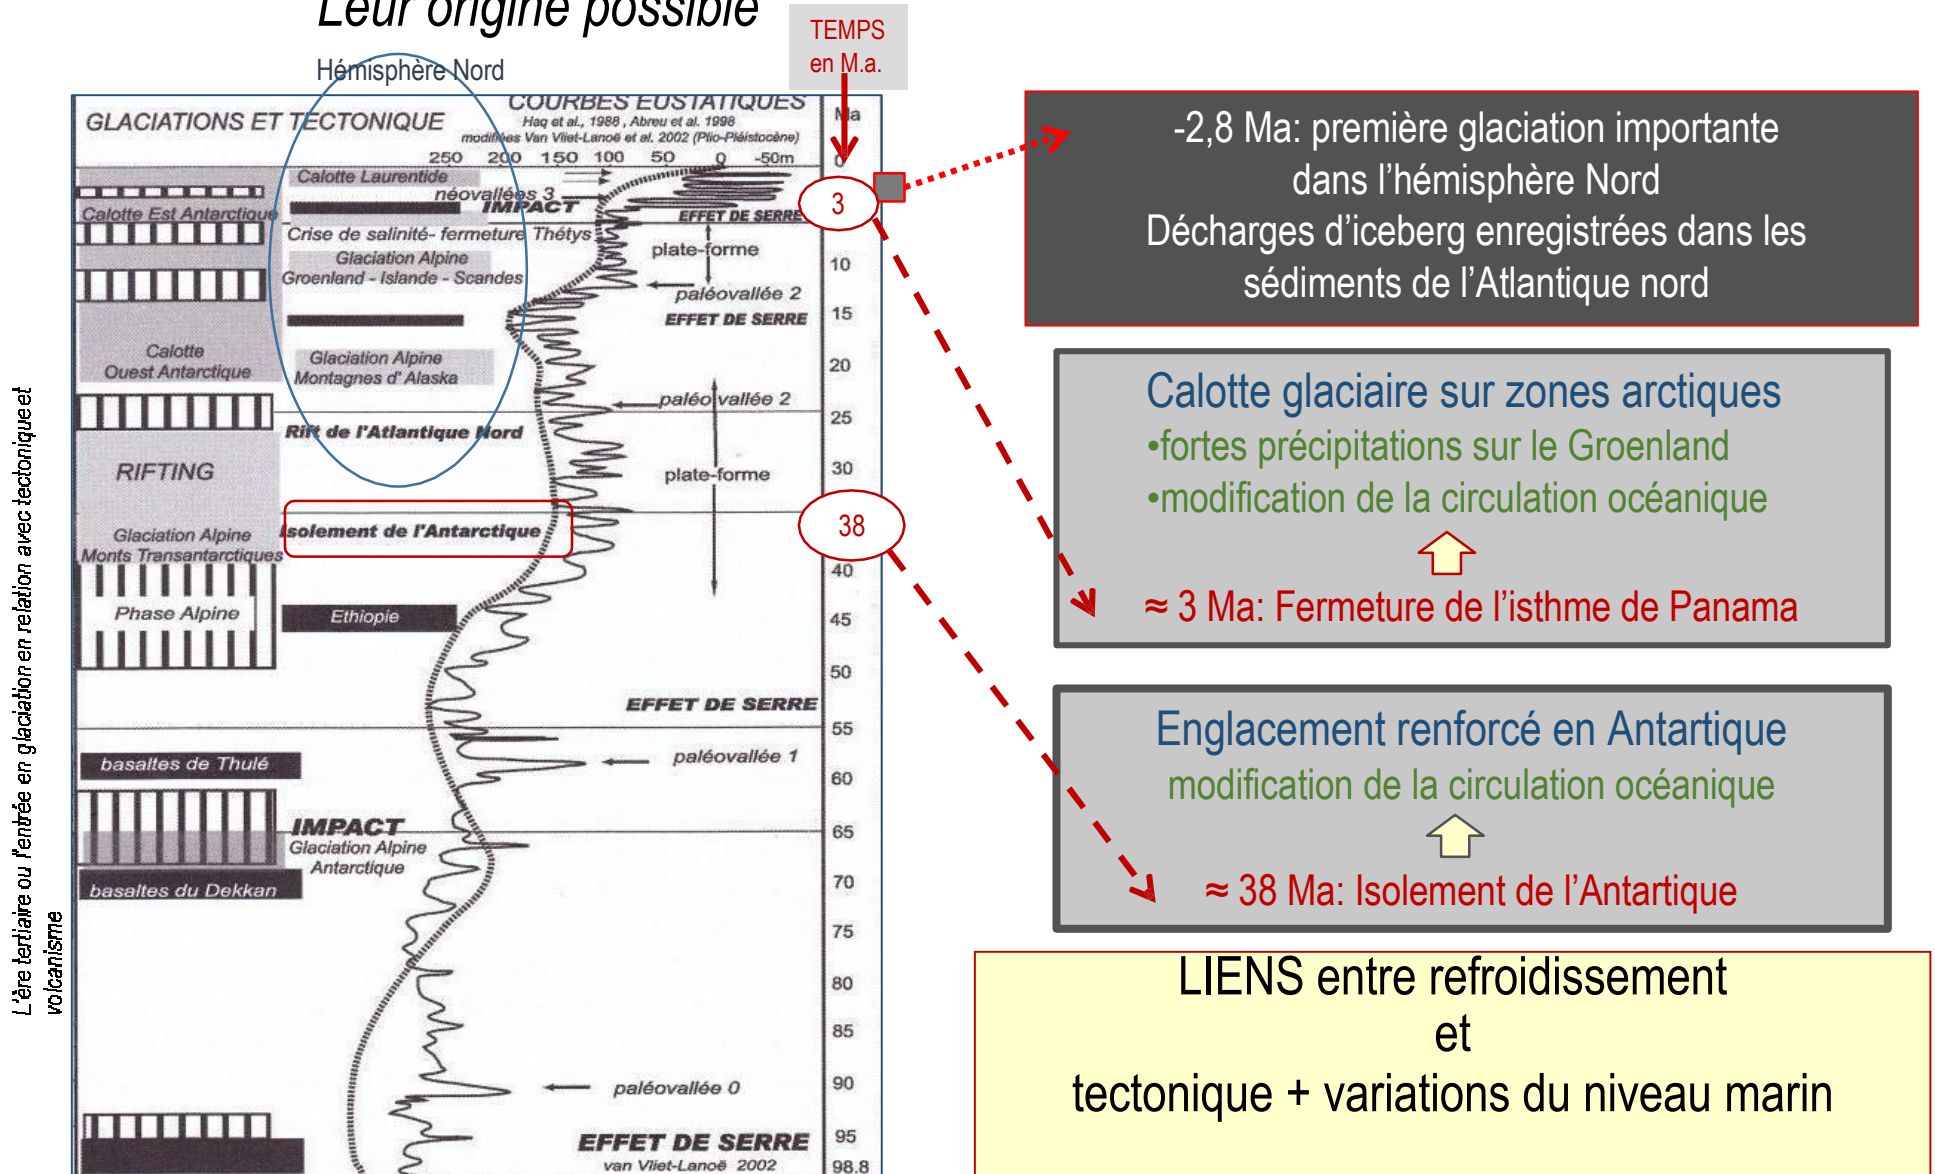 Leur origine possible
Hémisphère Nord
TEMPS
en M.a.
GLACIATIONS ET TECTONIQUE
COURBES EUSTATIQUES
Haq et al., 1988 , Abreu et al. 1998
modifiées Van Vliet-Lanoë et al. 2002 (Plio-Pléistocène)
Ma
250 200 150 100 50 0 -50m
0
Calotte Laurentide
néovallées 3
IMPACT
Calotte Est Antarctique
EFFET DE SERRE
3
Crise de salinité- fermeture Thétys
plate-forme
Glaciation Alpine
Groenland - Islande - Scandes
10
paléovallée 2
EFFET DE SERRE
15
Calotte
Ouest Antarctique
Glaciation Alpine
Montagnes d'Alaska
20
paléo vallée 2
25
Rift de l'Atlantique Nord
RIFTING
plate-forme
30
Glaciation Alpine
Monts Transantarctiques
Isolement de l'Antarctique
38
40
Phase Alpine
Ethiopie
45
50
EFFET DE SERRE
55
basaltes de Thulé
paléovallée 1
60
IMPACT
65
Glaciation Alpine
Antarctique
basaltes du Dekkan
70
75
80
85
paléovallée 0
90
EFFET DE SERRE
95
van Vliet-Lanoë 2002
98.8
L'ère tertiaire ou l'entrée en glaciation en relation avec tectonique et
volcanisme
-2,8 Ma: première glaciation importante
dans l'hémisphère Nord
Décharges d'iceberg enregistrées dans les
sédiments de l'Atlantique nord
Calotte glaciaire sur zones arctiques
•fortes précipitations sur le Groenland
•modification de la circulation océanique
≈ 3 Ma: Fermeture de l'isthme de Panama
Englacement renforcé en Antartique
modification de la circulation océanique
≈ 38 Ma: Isolement de l'Antartique
LIENS entre refroidissement
et
tectonique + variations du niveau marin